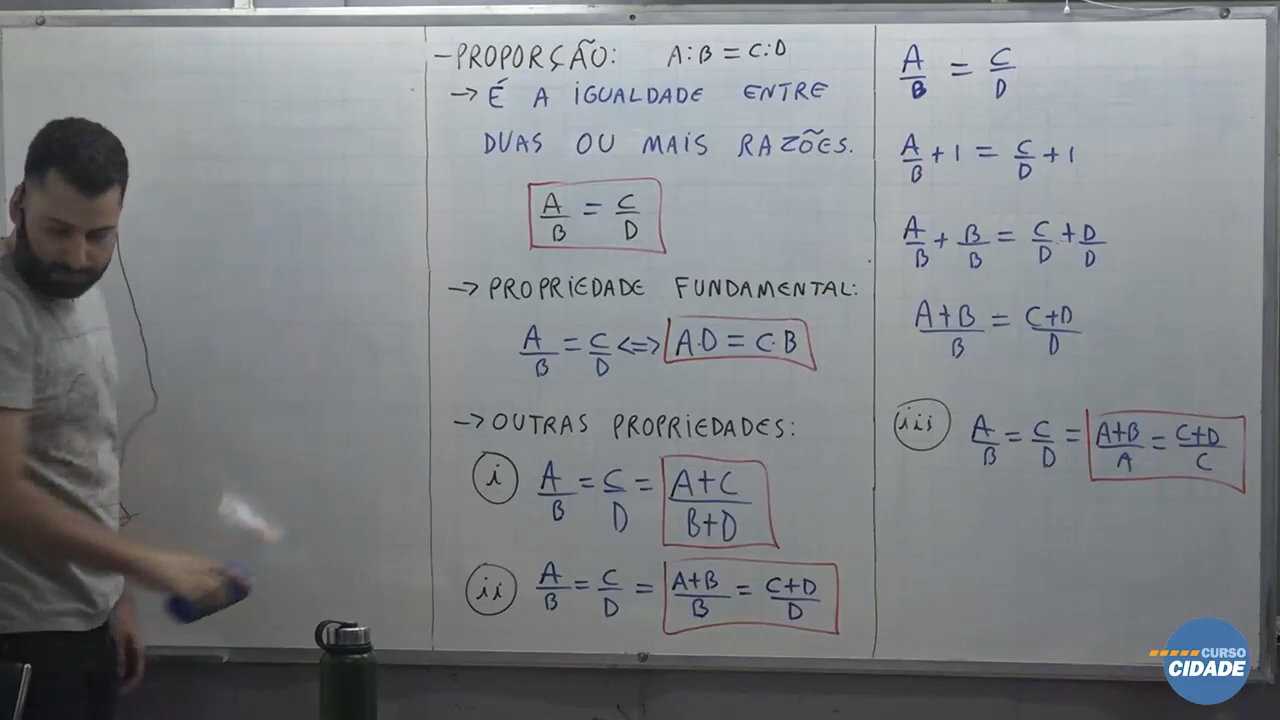 -PROPORÇÃO: A:B = C:D
→ É A IGUALDADE ENTRE
DUAS OU MAIS RAZÕES.
A/B = C/D
→ PROPRIEDADE FUNDAMENTAL:
A/B = C/D <=> A·D = C·B
→ OUTRAS PROPRIEDADES:
i A/B = C/D = A+C/B+D
ii A/B = C/D = A+B/B = C+D/D
A/B = C/D
A/B + 1 = C/D + 1
A/B + B/B = C/D + D/D
A+B/B = C+D/D
iii A/B = C/D = A+B/A = C+D/C
CURSO
CIDADE